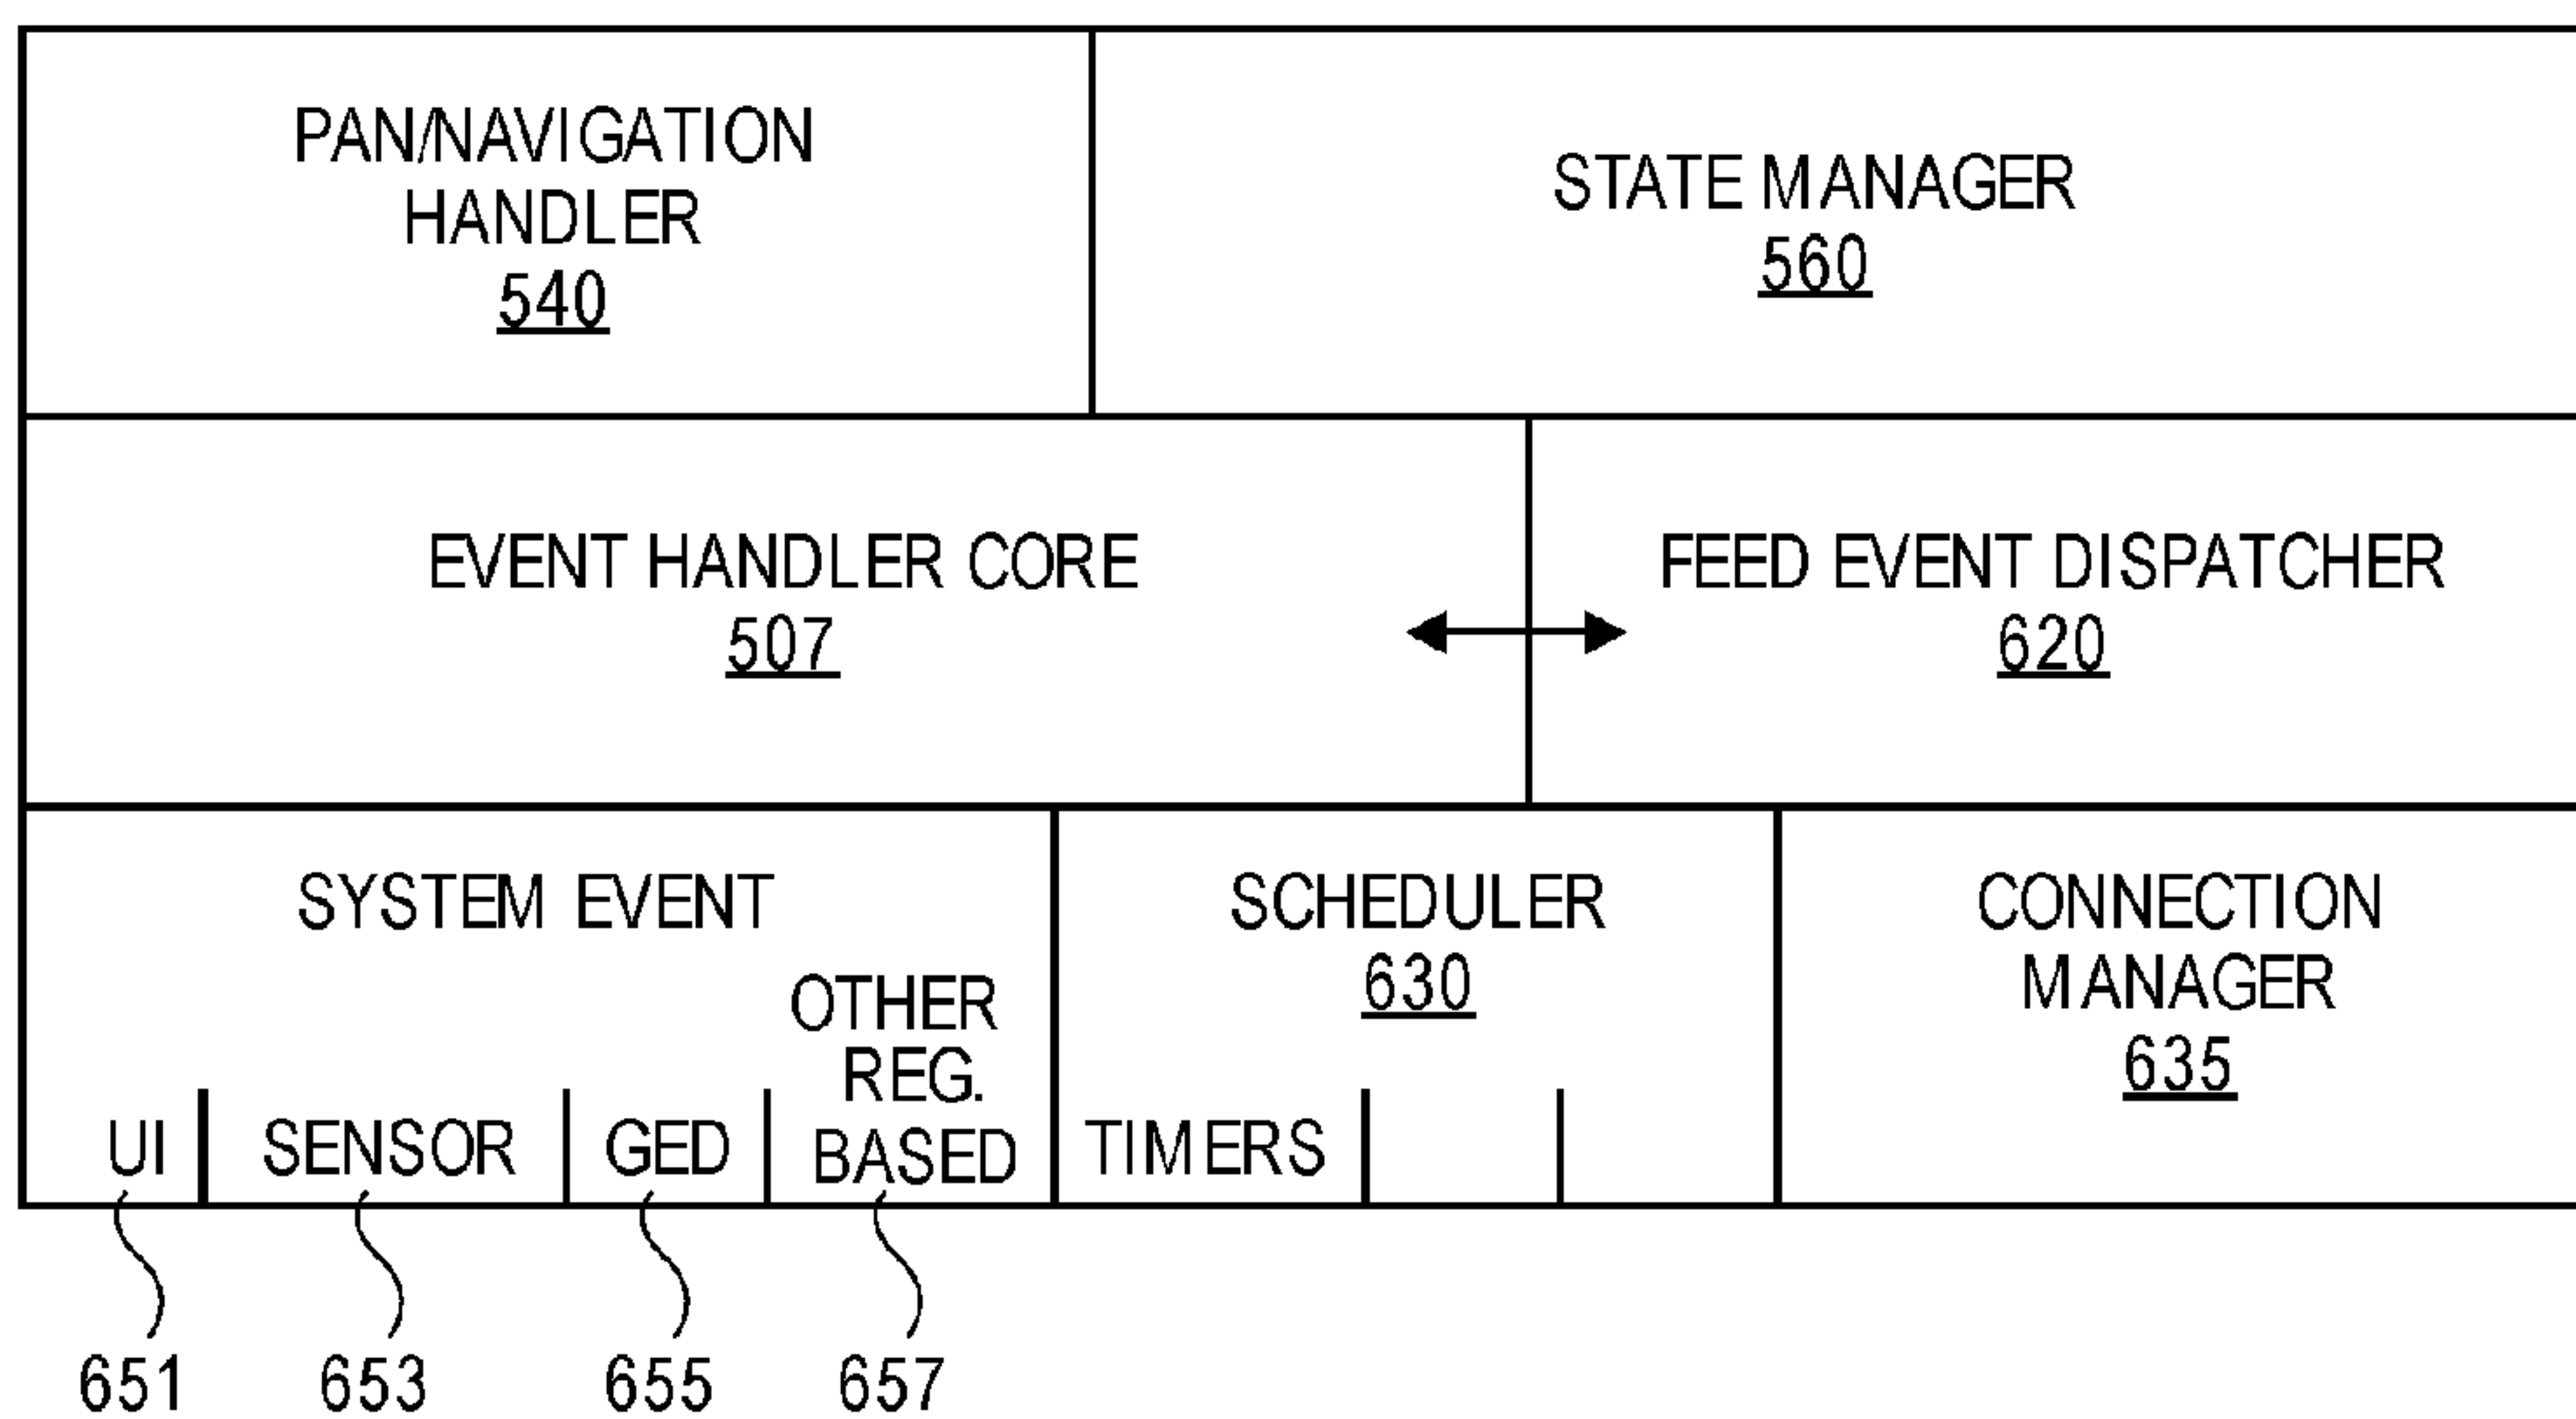 PAN/NAVIGATION
HANDLER
540
STATE MANAGER
560
EVENT HANDLER CORE
507
FEED EVENT DISPATCHER
620
SYSTEM EVENT
UI
SENSOR
GED
OTHER
REG.
BASED
SCHEDULER
630
TIMERS
CONNECTION
MANAGER
635
651
653
655
657